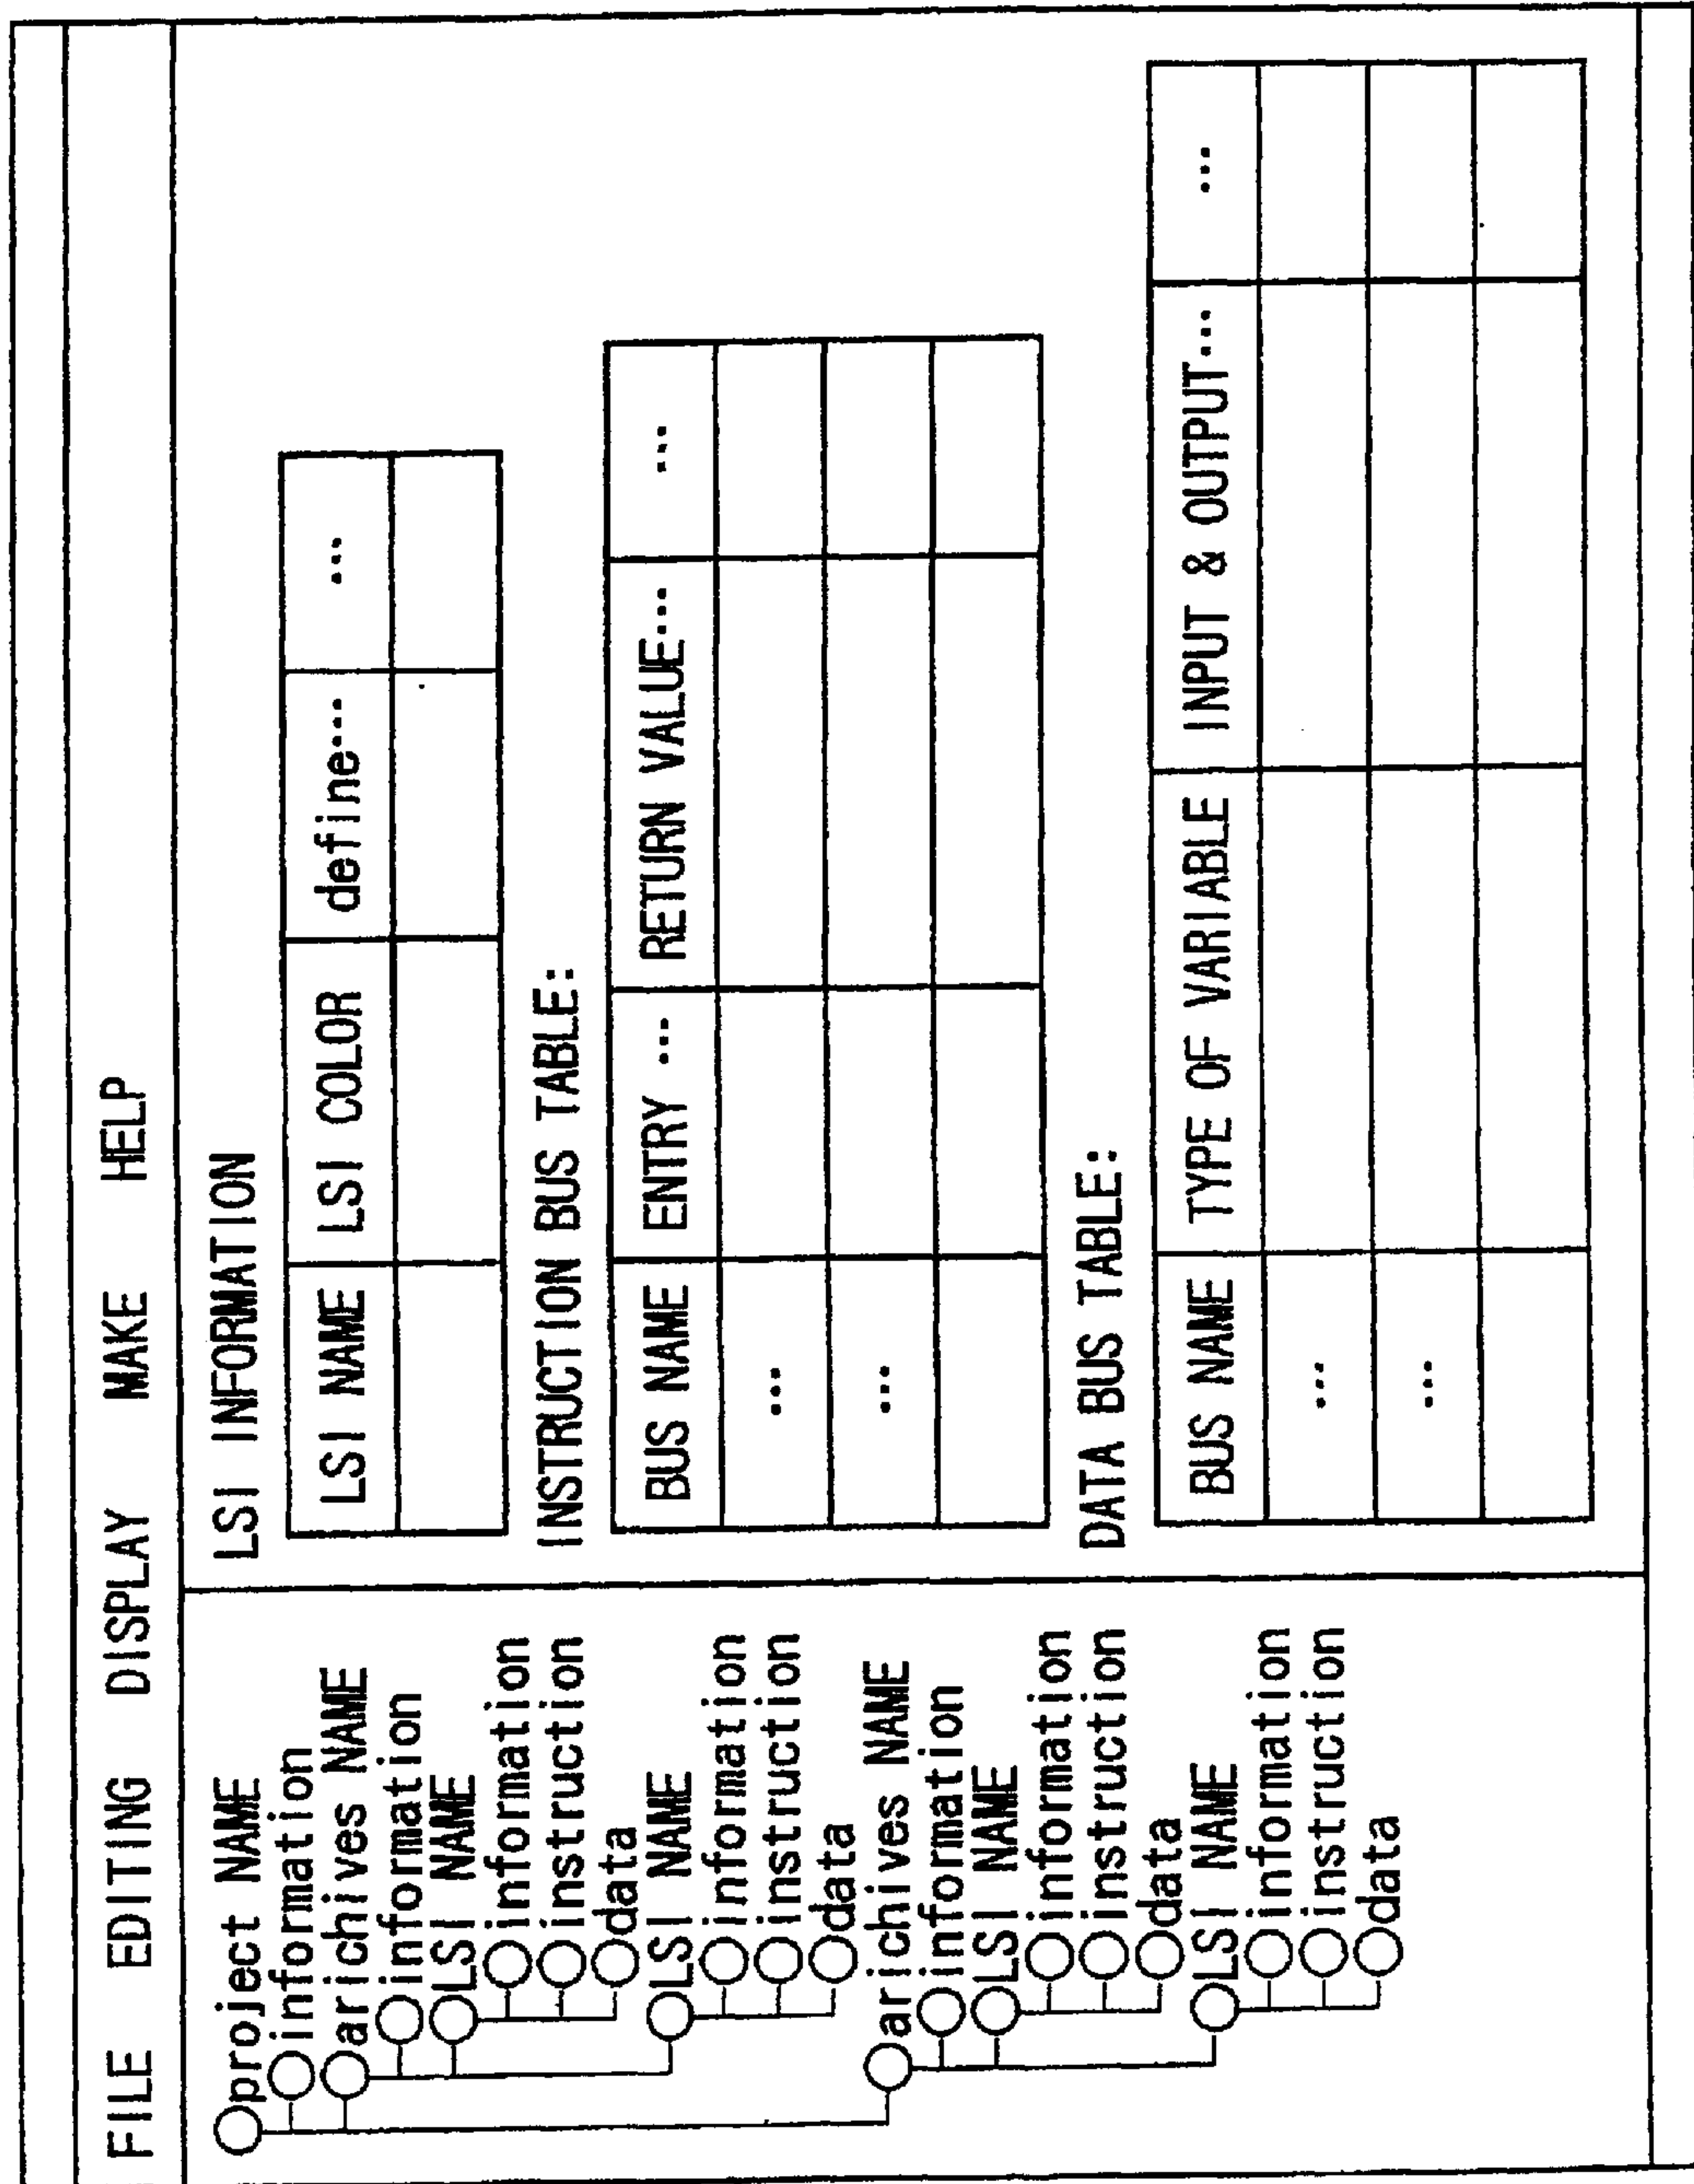 FILE EDITING DISPLAY MAKE HELP
project NAME
information
arichives NAME
information
LSI NAME
information
instruction
data
LSI NAME
information
instruction
data
arichives NAME
information
LSI NAME
information
instruction
data
LSI NAME
information
instruction
data
LSI INFORMATION
LSI NAME LSI COLOR define... ...
INSTRUCTION BUS TABLE:
BUS NAME ENTRY ... RETURN VALUE... ...
...
...
DATA BUS TABLE:
BUS NAME TYPE OF VARIABLE INPUT & OUTPUT... ...
...
...